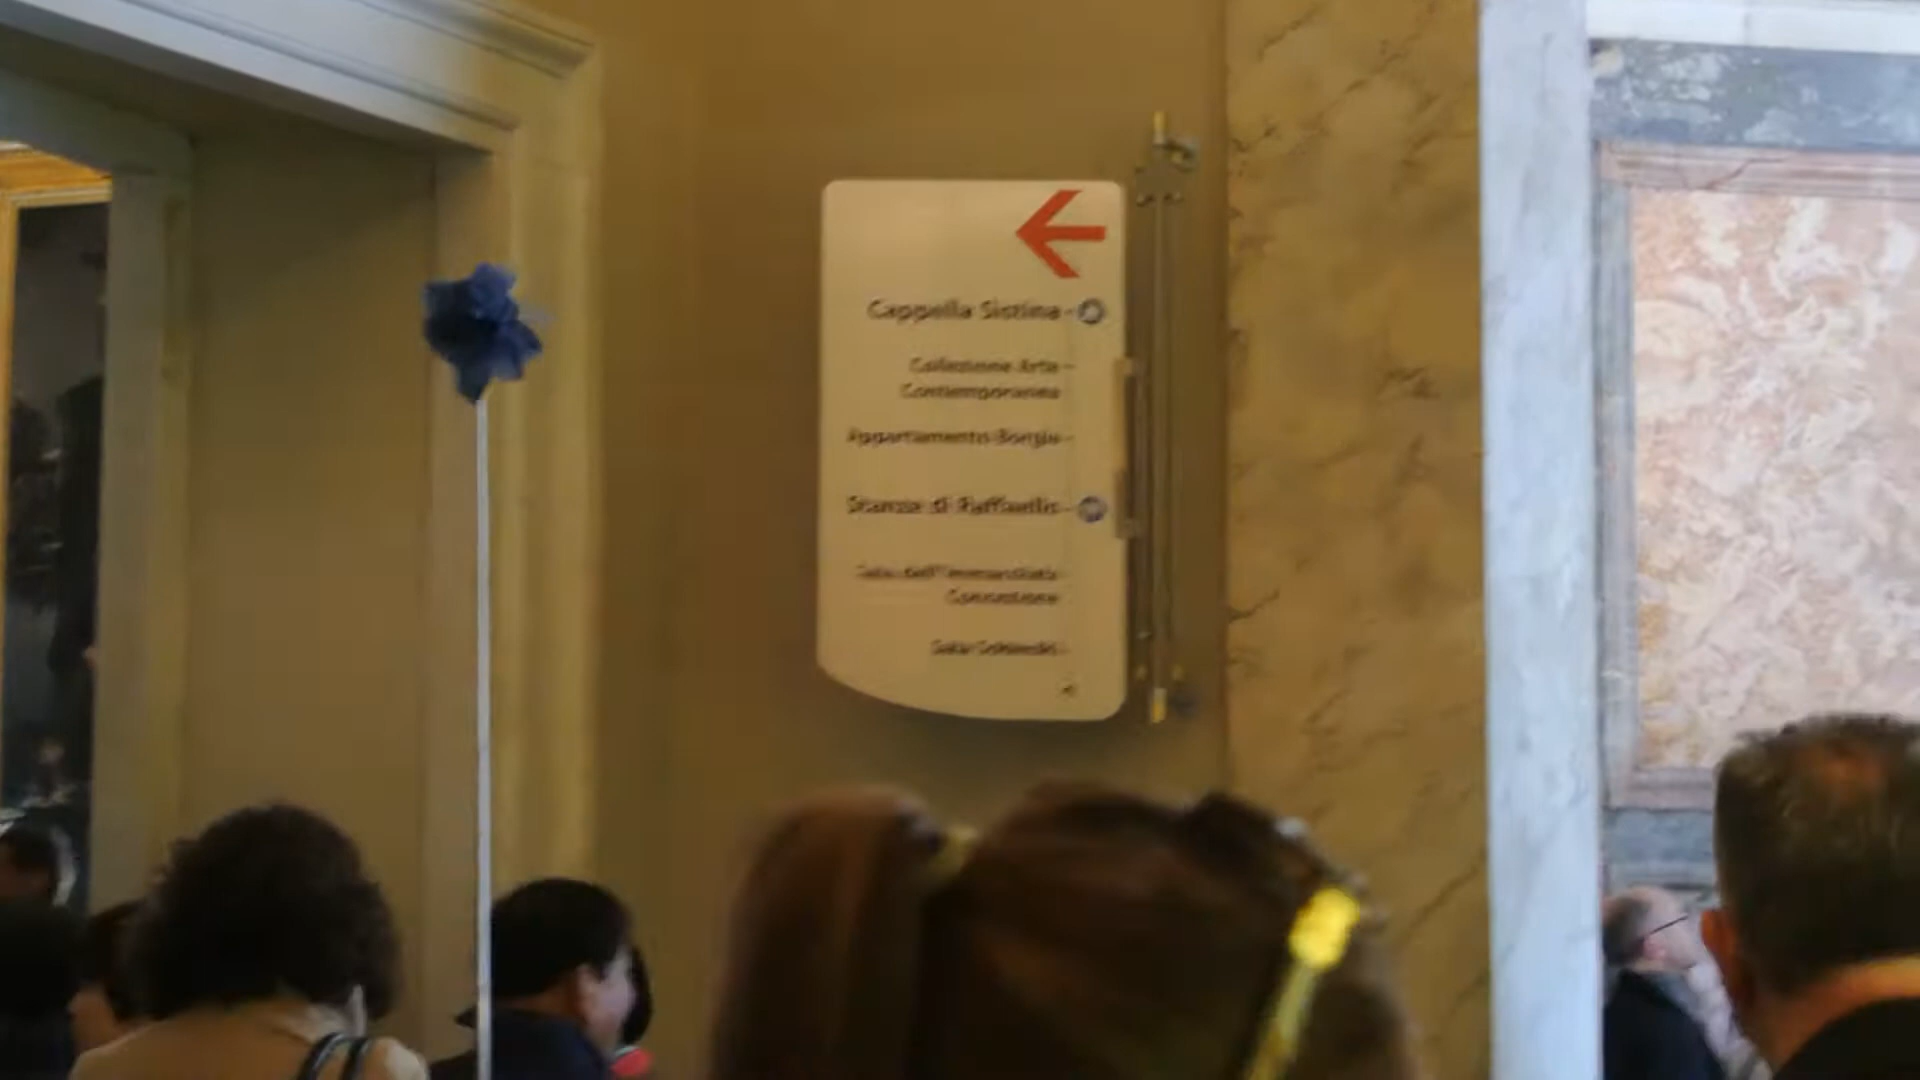 Cappella Sistina
Collezione Arte
Contemporanea
Appartamento Borgia
Stanze di Raffaello
Sala dell'Immacolata
Concezione
Sala Sobieski